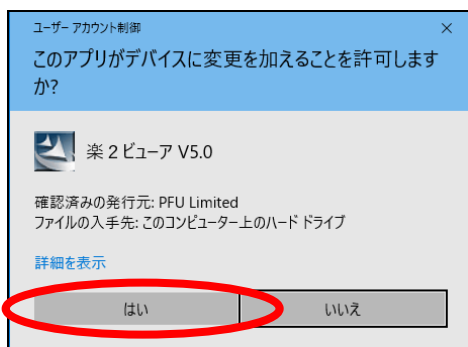 ユーザー アカウント制御
このアプリがデバイスに変更を加えることを許可します
か?
楽２ビューア V5.0
確認済みの発行元: PFU Limited
ファイルの入手先: このコンピューター上のハード ドライブ
詳細を表示
はい
いいえ